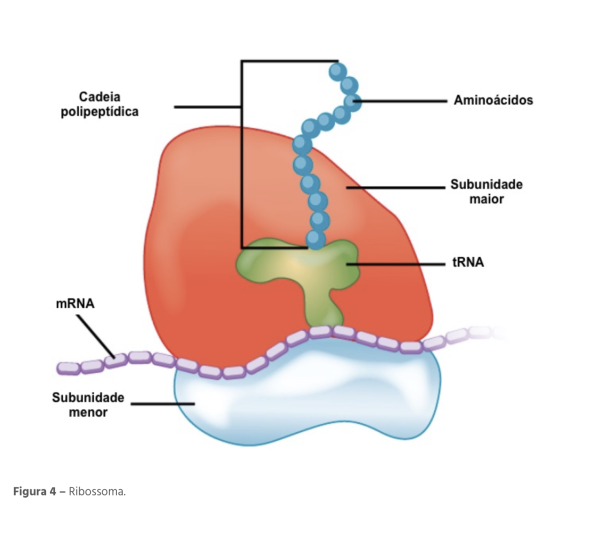 Cadeia
polipeptídica
Aminoácidos
Subunidade
maior
tRNA
mRNA
Subunidade
menor
Figura 4 – Ribossoma.